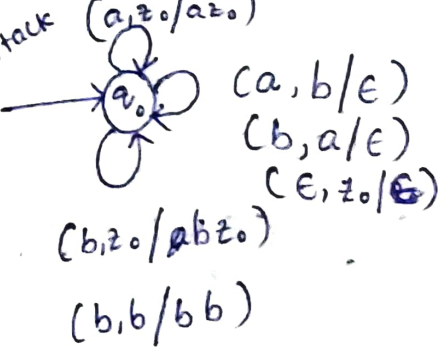 tack (a, z₀/az₀)
q₀
(a, b/ϵ)
(b, a/ϵ)
(ϵ, z₀/ϵ)
(b, z₀/bz₀)
(b, b/bb)